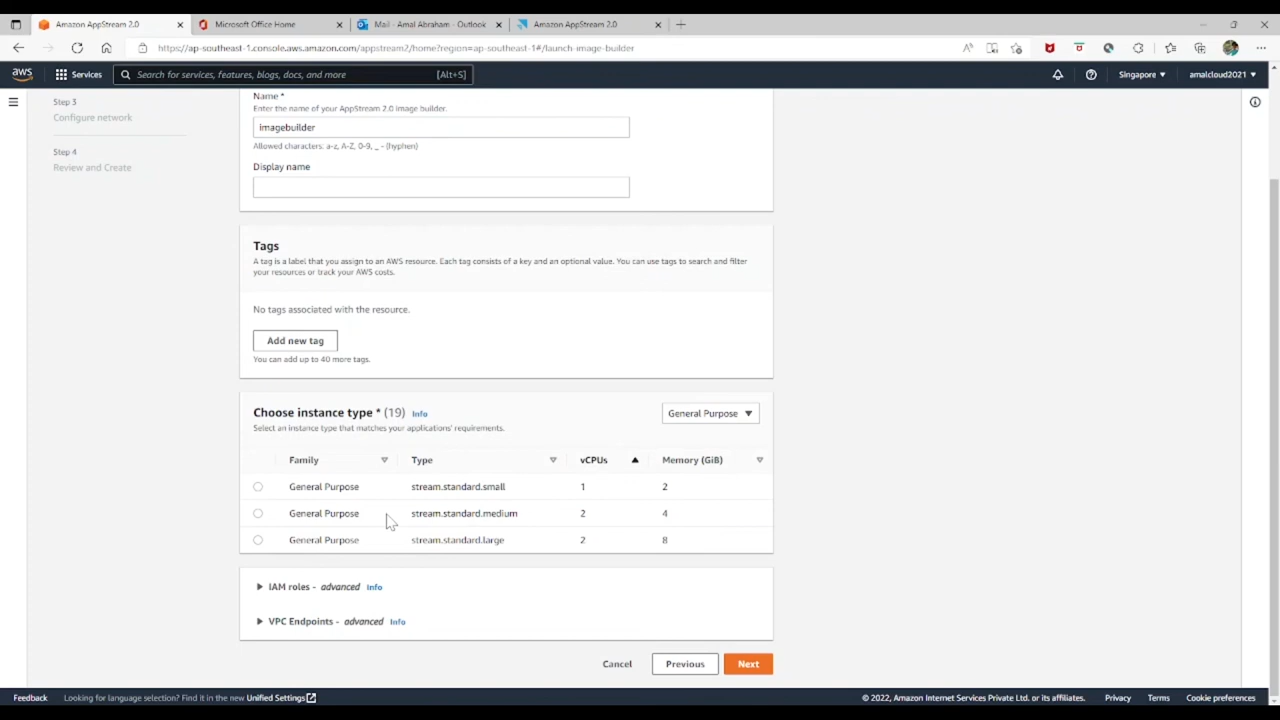 Amazon AppStream 2.0
Microsoft Office Home
Mail - Amal Abraham - Outlook
Amazon AppStream 2.0
https://ap-southeast-1.console.aws.amazon.com/appstream2/home?region=ap-southeast-1#/launch-image-builder
aws
Services
Search for services, features, blogs, docs, and more
[Alt+S]
Singapore
amalcloud2021
Step 3
Configure network
Step 4
Review and Create
Name *
Enter the name of your AppStream 2.0 image builder.
imagebuilder
Allowed characters: a-z, A-Z, 0-9, _ - (hyphen)
Display name
Tags
A tag is a label that you assign to an AWS resource. Each tag consists of a key and an optional value. You can use tags to search and filter
your resources or track your AWS costs.
No tags associated with the resource.
Add new tag
You can add up to 40 more tags.
Choose instance type * (19) Info
General Purpose
Select an instance type that matches your applications' requirements.
Family Type vCPUs Memory (GiB)
General Purpose stream.standard.small 1 2
General Purpose stream.standard.medium 2 4
General Purpose stream.standard.large 2 8
IAM roles - advanced Info
VPC Endpoints - advanced Info
Cancel Previous Next
Feedback Looking for language selection? Find it in the new Unified Settings © 2022, Amazon Internet Services Private Ltd. or its affiliates. Privacy Terms Cookie preferences